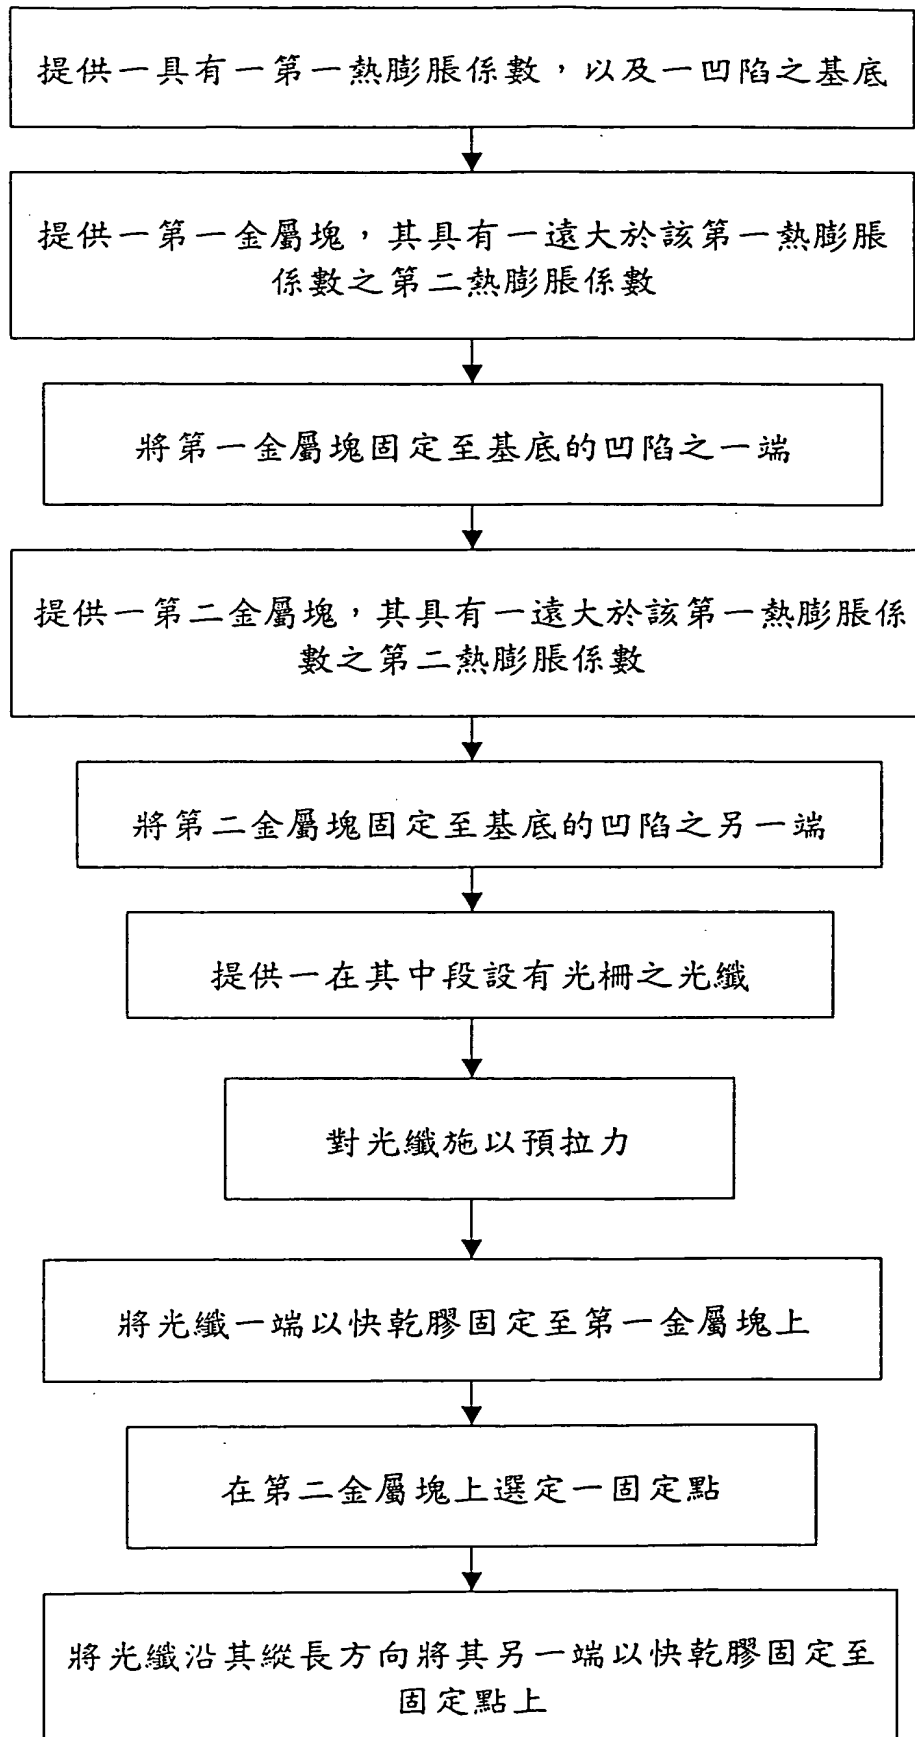 提供一具有一第一熱膨脹係數，以及一凹陷之基底
提供一第一金屬塊，其具有一遠大於該第一熱膨脹
係數之第二熱膨脹係數
將第一金屬塊固定至基底的凹陷之一端
提供一第二金屬塊，其具有一遠大於該第一熱膨脹係
數之第二熱膨脹係數
將第二金屬塊固定至基底的凹陷之另一端
提供一在其中段設有光柵之光纖
對光纖施以預拉力
將光纖一端以快乾膠固定至第一金屬塊上
在第二金屬塊上選定一固定點
將光纖沿其縱長方向將其另一端以快乾膠固定至
固定點上